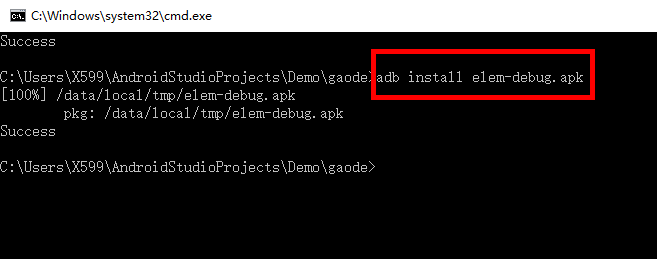 C:\Windows\system32\cmd.exe
Success
C:\Users\X599\AndroidStudioProjects\Demo\gaode>adb install elem-debug.apk
[100%] /data/local/tmp/elem-debug.apk
        pkg: /data/local/tmp/elem-debug.apk
Success
C:\Users\X599\AndroidStudioProjects\Demo\gaode>